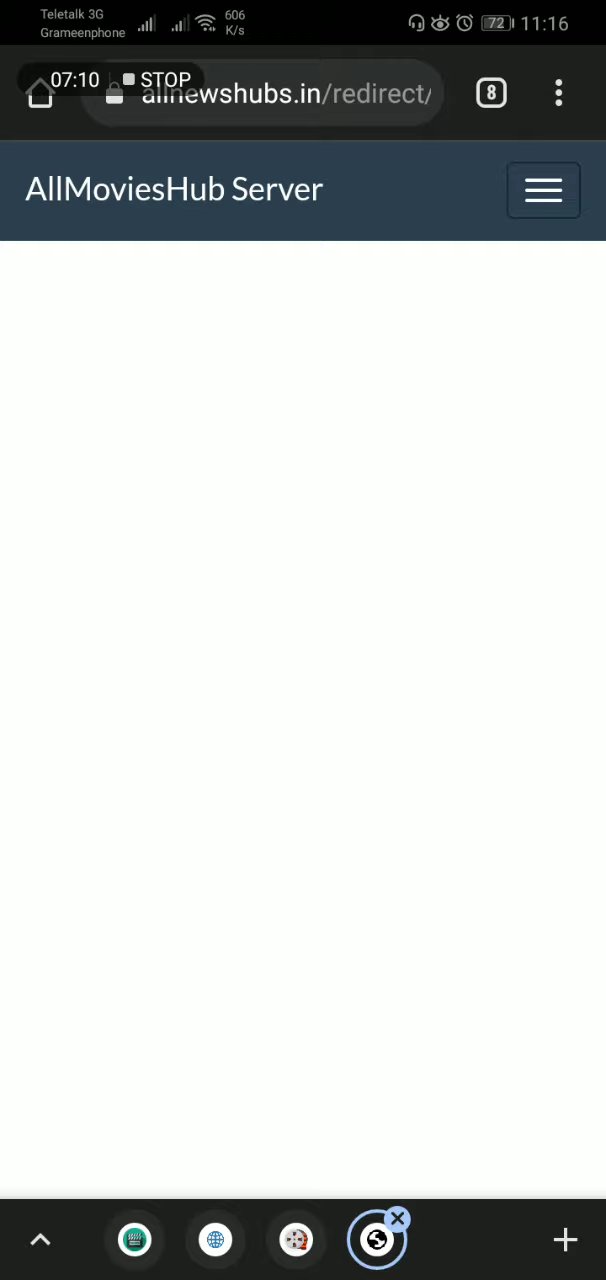 Teletalk 3G
Grameenphone
606
K/s
72
11:16
07:10
STOP
allnewshubs.in/redirect/
8
AllMoviesHub Server